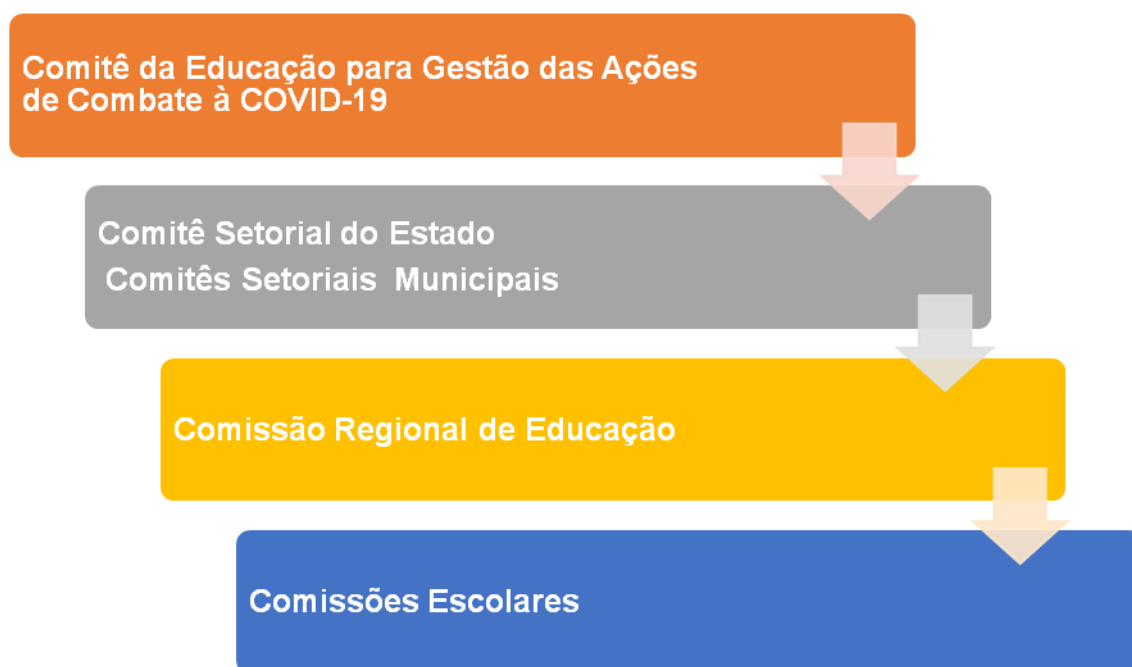 Comitê da Educação para Gestão das Ações
de Combate à COVID-19
Comitê Setorial do Estado
Comitês Setoriais Municipais
Comissão Regional de Educação
Comissões Escolares